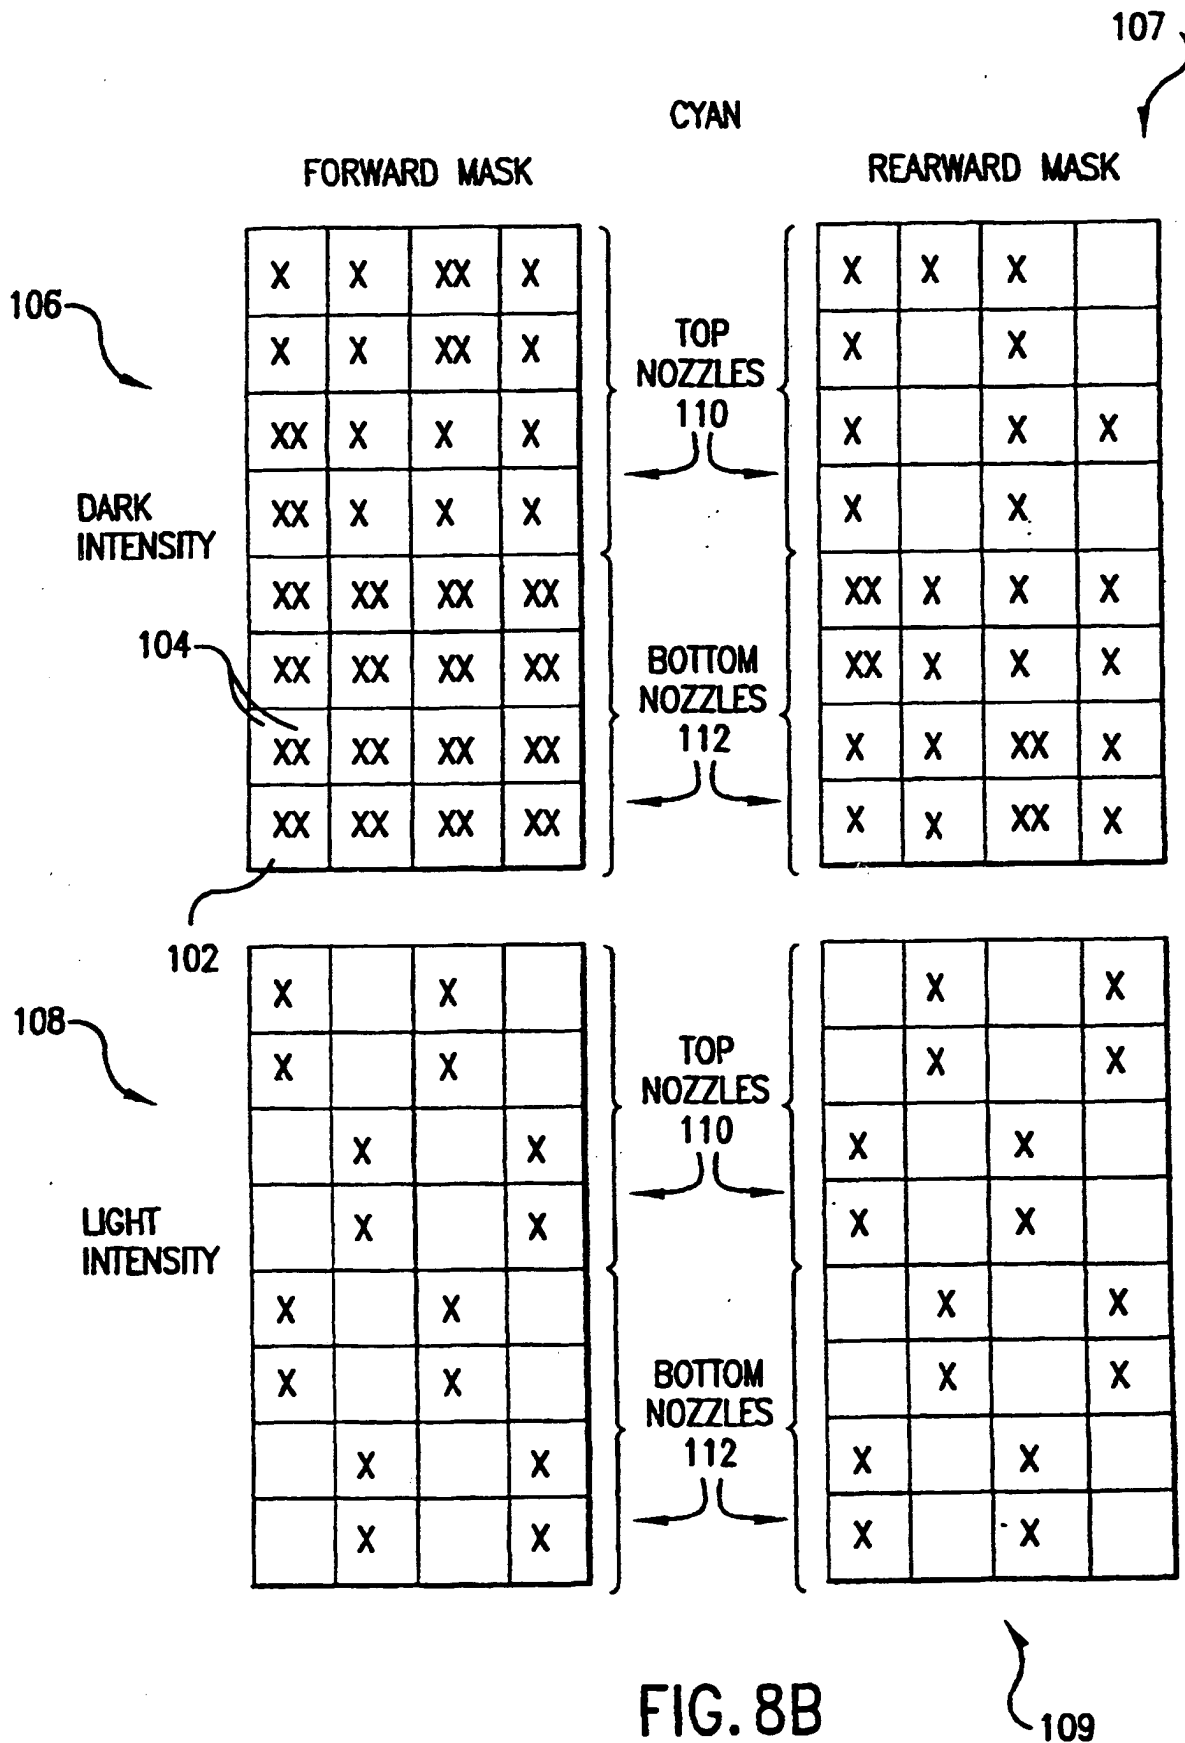 107
CYAN
FORWARD MASK
REARWARD MASK
106
DARK
INTENSITY
X X XX X
X X XX X
XX X X X
XX X X X
XX XX XX XX
XX XX XX XX
XX XX XX XX
XX XX XX XX
104
102
TOP
NOZZLES
110
BOTTOM
NOZZLES
112
X X X
X X
X X X
X X
XX X X X
XX X X X
X X XX X
X X XX X
108
LIGHT
INTENSITY
X X
X X
X X
X X
X X
X X
X X
X X
TOP
NOZZLES
110
BOTTOM
NOZZLES
112
X X
X X
X X
X X
X X
X X
X X
X X
109
FIG. 8B